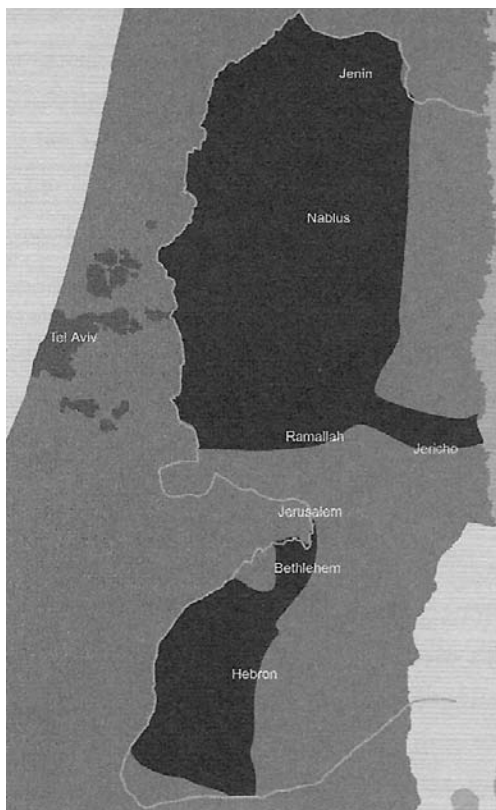 Jenin
Nablus
Tel Aviv
Ramallah
Jericho
Jerusalem
Bethlehem
Hebron